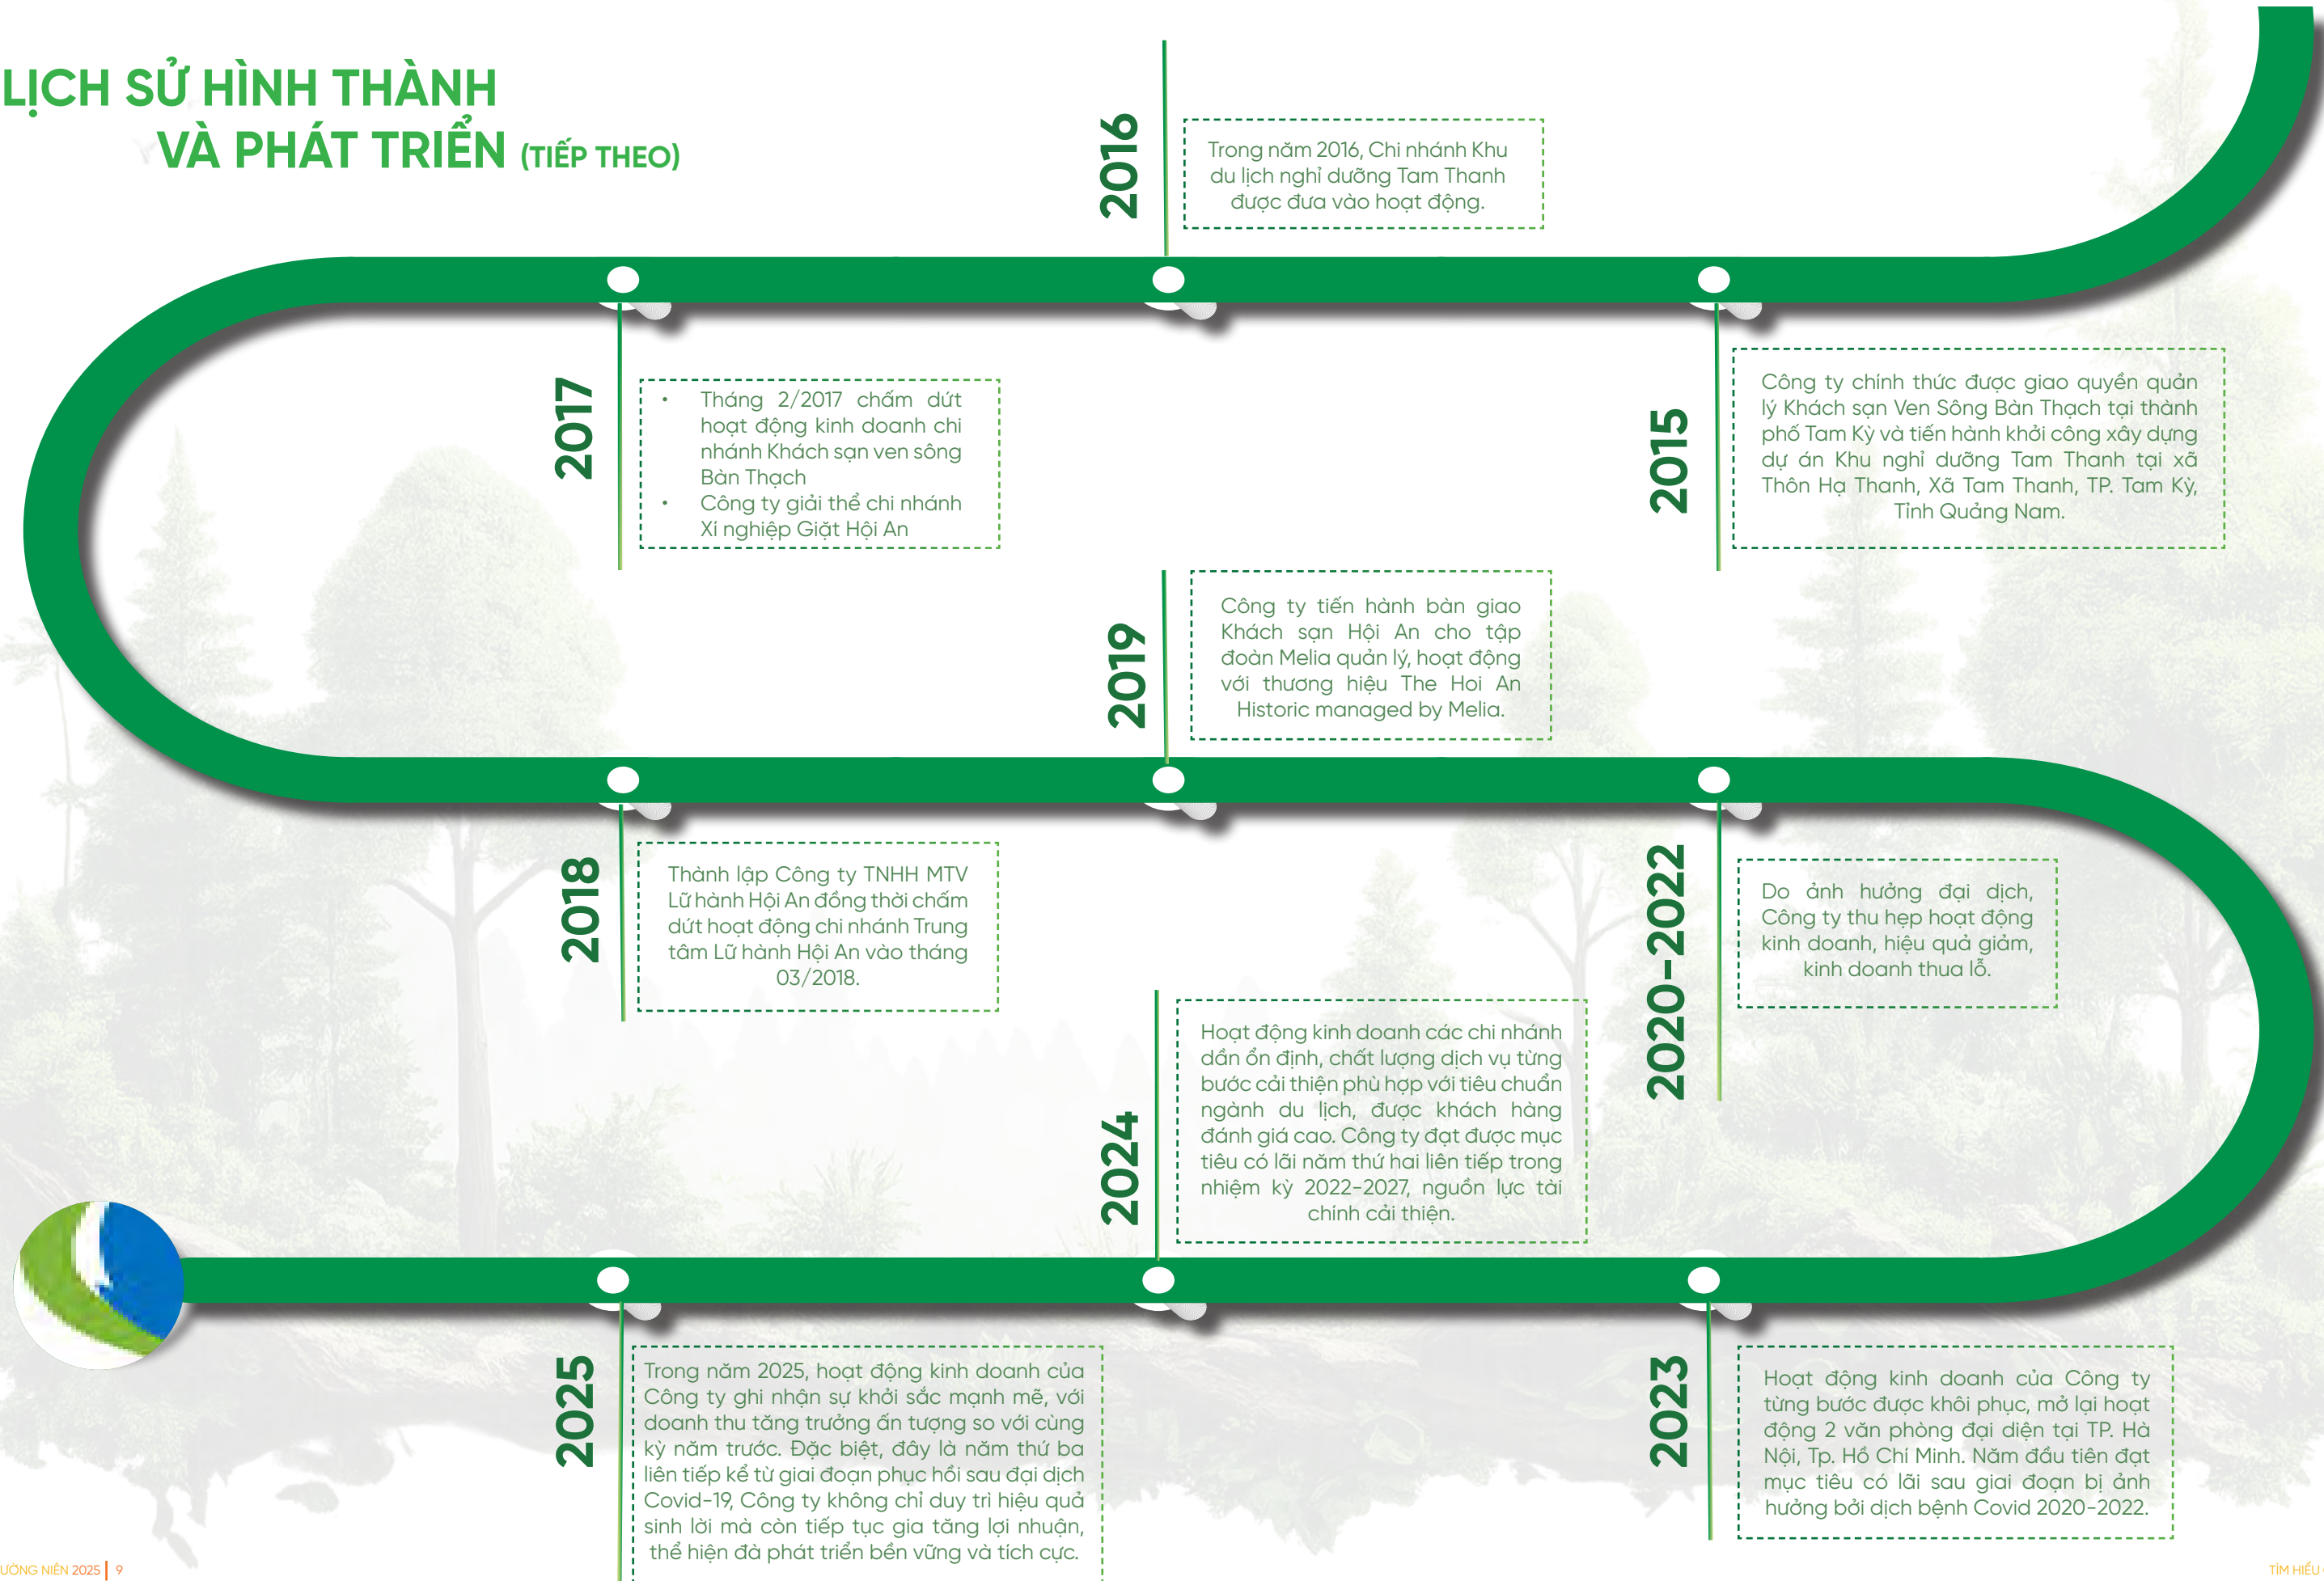 LỊCH SỬ HÌNH THÀNH
VÀ PHÁT TRIỂN (TIẾP THEO)
2015
Công ty chính thức được giao quyền quản
lý Khách sạn Ven Sông Bàn Thạch tại thành
phố Tam Kỳ và tiến hành khởi công xây dựng
dự án Khu nghỉ dưỡng Tam Thanh tại xã
Thôn Hạ Thanh, Xã Tam Thanh, TP. Tam Kỳ,
Tỉnh Quảng Nam.
2016
Trong năm 2016, Chi nhánh Khu
du lịch nghỉ dưỡng Tam Thanh
được đưa vào hoạt động.
2017
• Tháng 2/2017 chấm dứt
hoạt động kinh doanh chi
nhánh Khách sạn ven sông
Bàn Thạch
• Công ty giải thể chi nhánh
Xí nghiệp Giặt Hội An
2018
Thành lập Công ty TNHH MTV
Lữ hành Hội An đồng thời chấm
dứt hoạt động chi nhánh Trung
tâm Lữ hành Hội An vào tháng
03/2018.
2019
Công ty tiến hành bàn giao
Khách sạn Hội An cho tập
đoàn Melia quản lý, hoạt động
với thương hiệu The Hoi An
Historic managed by Melia.
2020-2022
Do ảnh hưởng đại dịch,
Công ty thu hẹp hoạt động
kinh doanh, hiệu quả giảm,
kinh doanh thua lỗ.
2023
Hoạt động kinh doanh của Công ty
từng bước được khôi phục, mở lại hoạt
động 2 văn phòng đại diện tại TP. Hà
Nội, Tp. Hồ Chí Minh. Năm đầu tiên đạt
mục tiêu có lãi sau giai đoạn bị ảnh
hưởng bởi dịch bệnh Covid 2020-2022.
2024
Hoạt động kinh doanh các chi nhánh
dần ổn định, chất lượng dịch vụ từng
bước cải thiện phù hợp với tiêu chuẩn
ngành du lịch, được khách hàng
đánh giá cao. Công ty đạt được mục
tiêu có lãi năm thứ hai liên tiếp trong
nhiệm kỳ 2022-2027, nguồn lực tài
chính cải thiện.
2025
Trong năm 2025, hoạt động kinh doanh của
Công ty ghi nhận sự khởi sắc mạnh mẽ, với
doanh thu tăng trưởng ấn tượng so với cùng
kỳ năm trước. Đặc biệt, đây là năm thứ ba
liên tiếp kể từ giai đoạn phục hồi sau đại dịch
Covid-19, Công ty không chỉ duy trì hiệu quả
sinh lời mà còn tiếp tục gia tăng lợi nhuận,
thể hiện đà phát triển bền vững và tích cực.
ƯỜNG NIÊN 2025 | 9
TÌM HIỂU